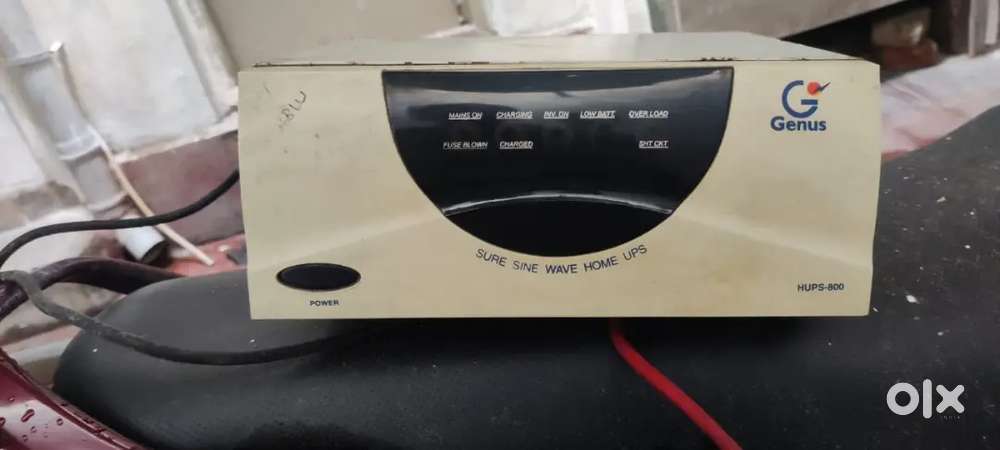 MAINS ON CHARGING INV. ON LOW BATT. OVER LOAD
FUSE BLOWN CHARGED SHT CKT
Genus
SURE SINE WAVE HOME UPS
POWER
HUPS-800
OLX
INDIA